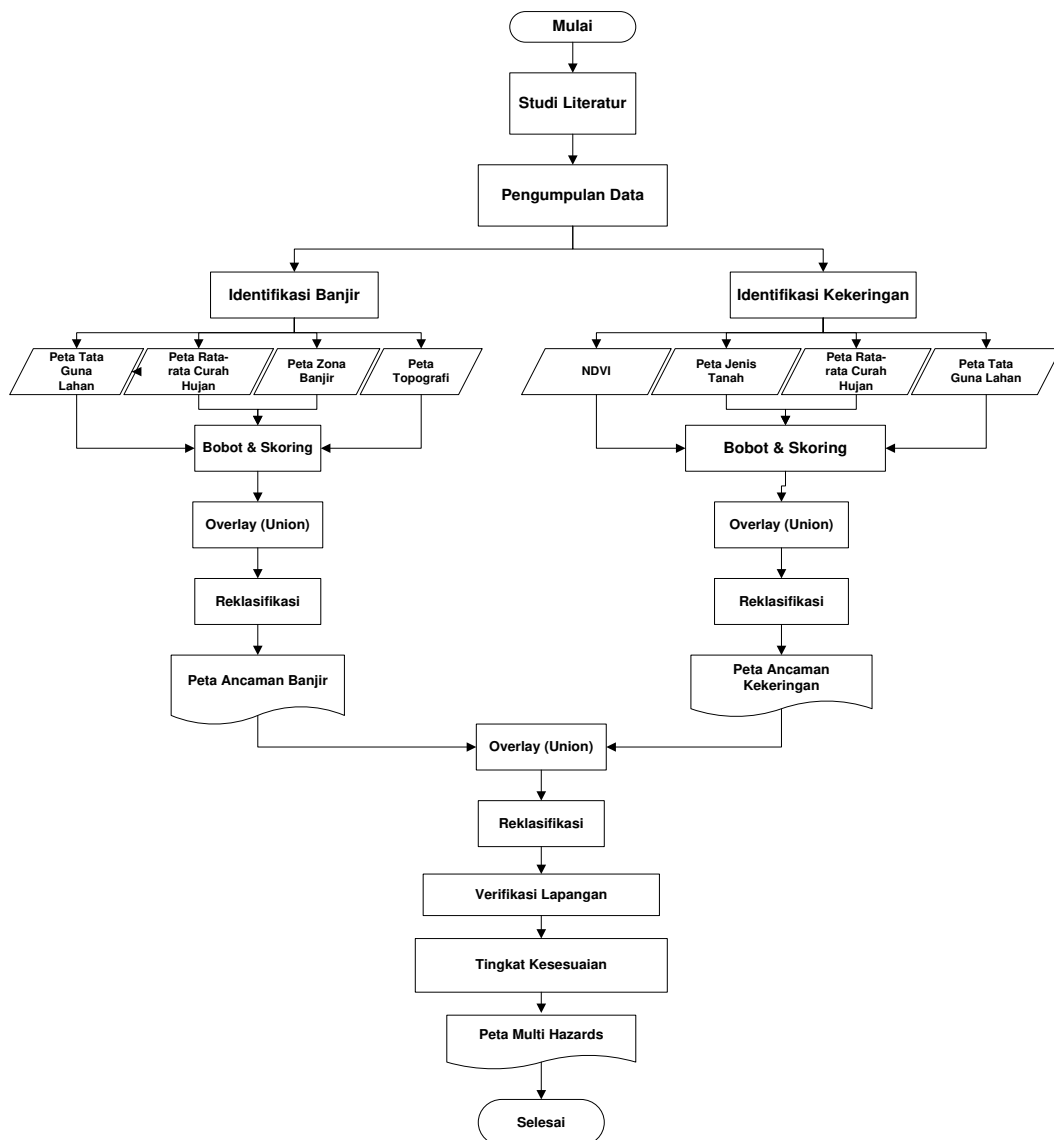 Mulai
Studi Literatur
Pengumpulan Data
Identifikasi Banjir
Identifikasi Kekeringan
Peta Tata
Guna
Lahan
Peta Rata-
rata Curah
Hujan
Peta Zona
Banjir
Peta
Topografi
NDVI
Peta Jenis
Tanah
Peta Rata-
rata Curah
Hujan
Peta Tata
Guna Lahan
Bobot & Skoring
Bobot & Skoring
Overlay (Union)
Overlay (Union)
Reklasifikasi
Reklasifikasi
Peta Ancaman Banjir
Peta Ancaman
Kekeringan
Overlay (Union)
Reklasifikasi
Verifikasi Lapangan
Tingkat Kesesuaian
Peta Multi Hazards
Selesai